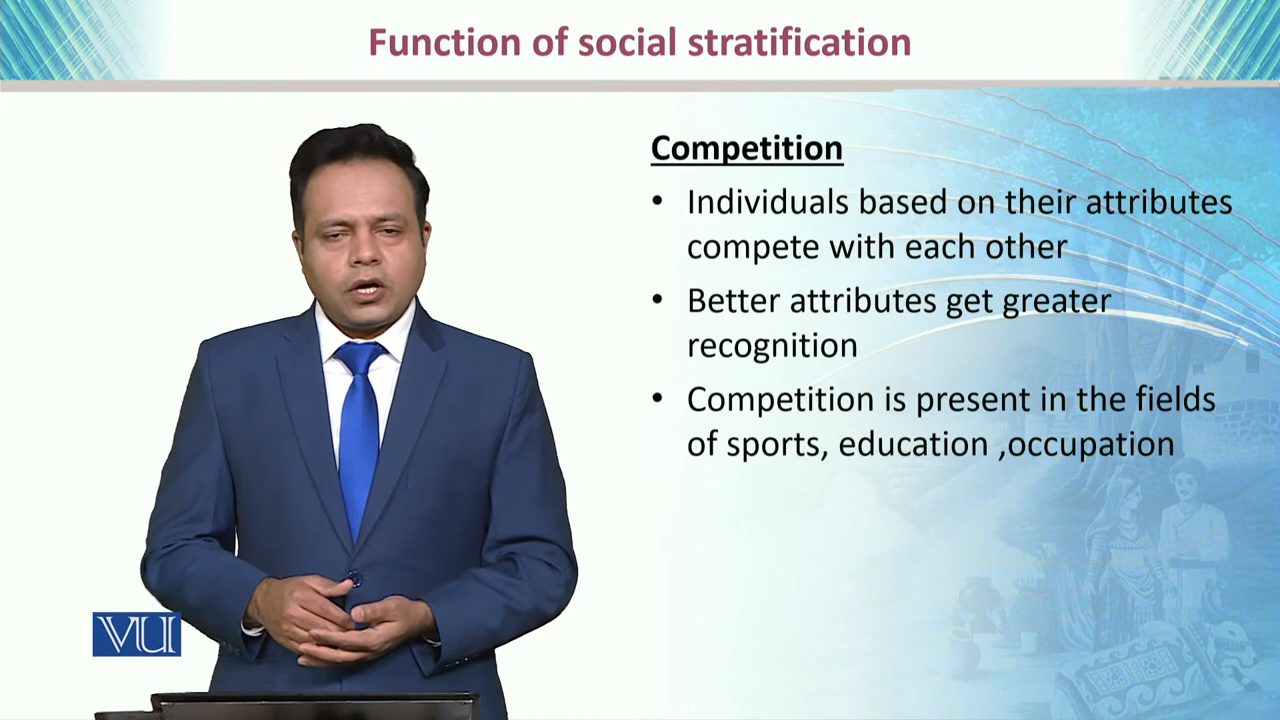 Function of social stratification
Competition
• Individuals based on their attributes
compete with each other
• Better attributes get greater
recognition
• Competition is present in the fields
of sports, education ,occupation
VU